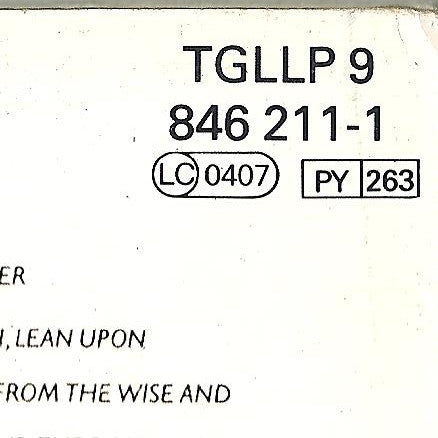 TGLLP 9
846 211-1
LC 0407 PY 263
ER
, LEAN UPON
FROM THE WISE AND